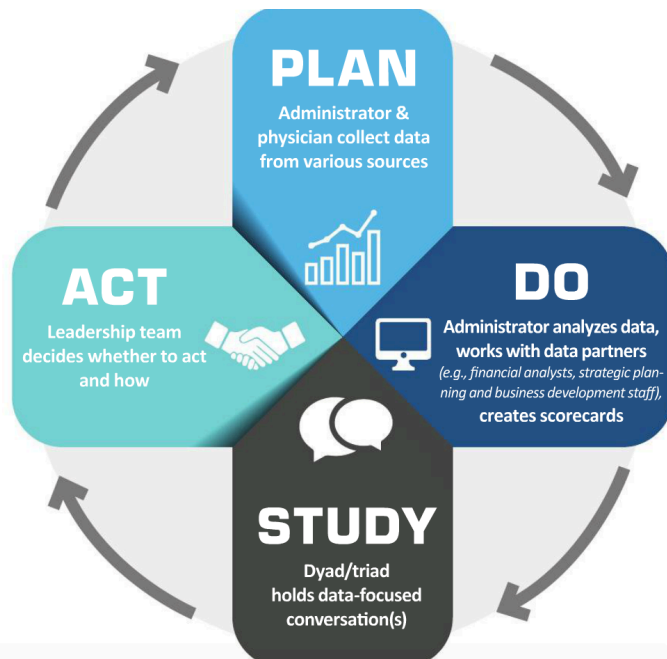 PLAN
Administrator &
physician collect data
from various sources
DO
Administrator analyzes data,
works with data partners
(e.g., financial analysts, strategic plan-
ning and business development staff),
creates scorecards
STUDY
Dyad/triad
holds data-focused
conversation(s)
ACT
Leadership team
decides whether to act
and how